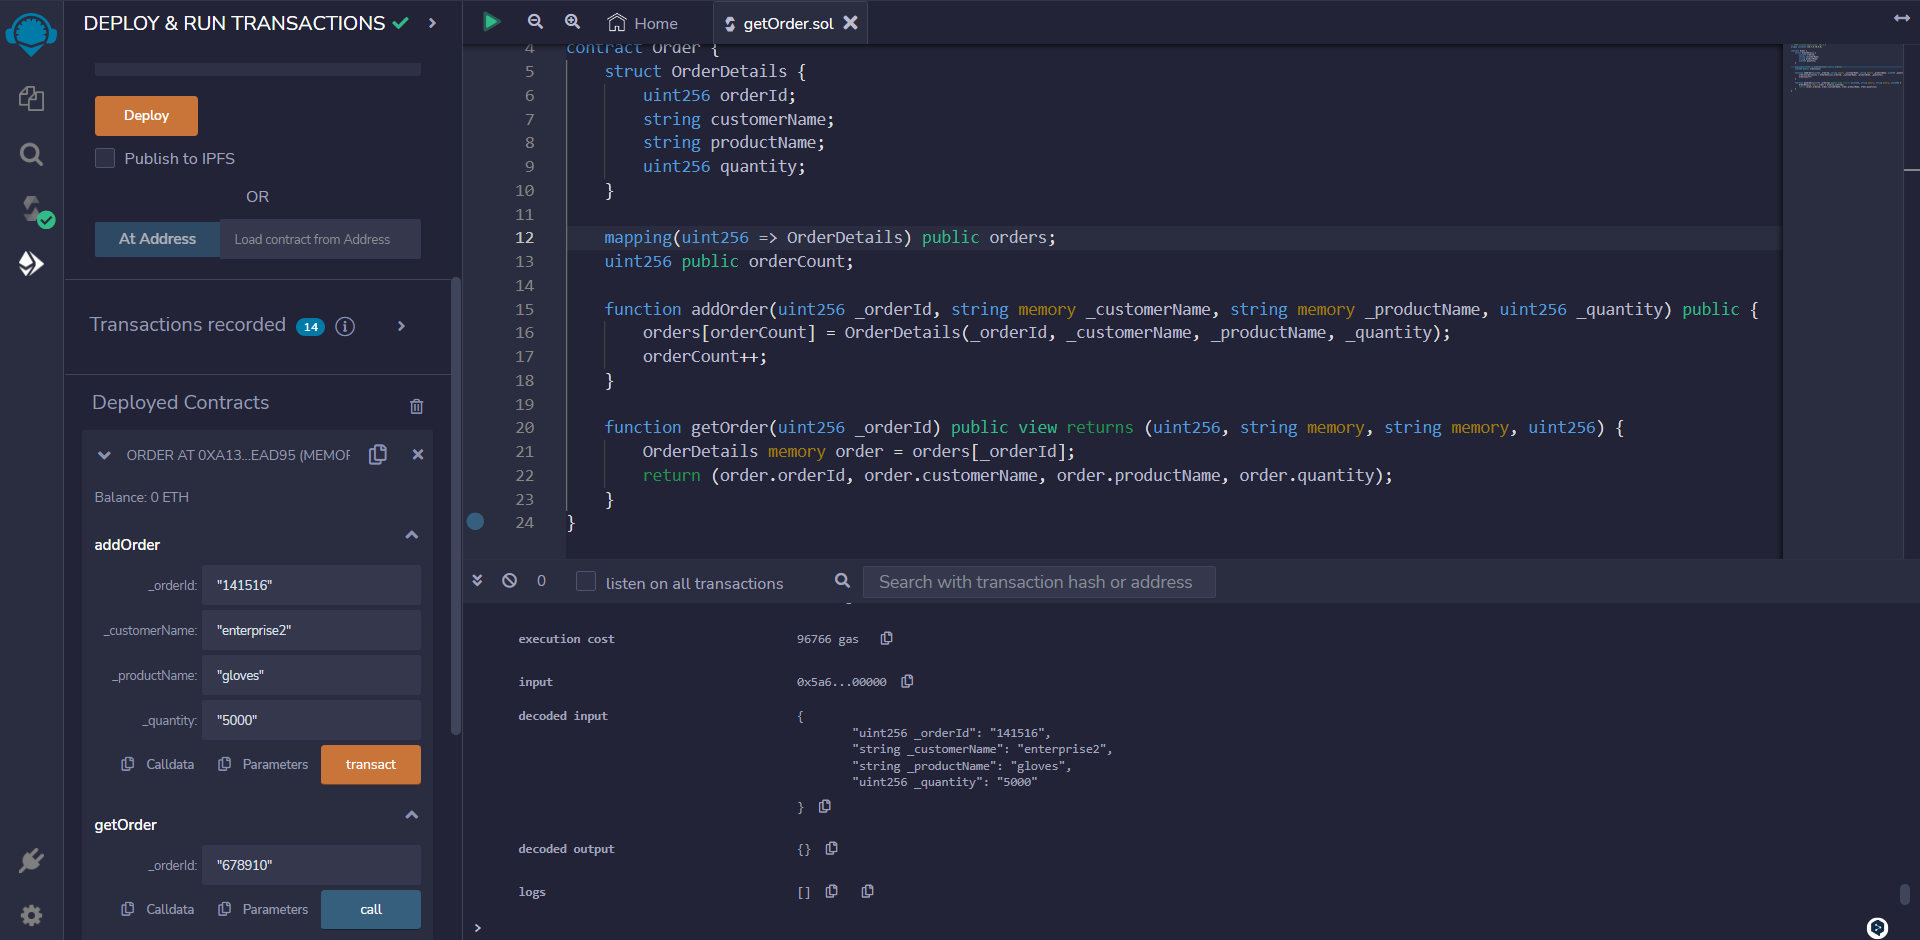 DEPLOY & RUN TRANSACTIONS
Deploy
Publish to IPFS
OR
At Address
Load contract from Address
Transactions recorded 14
Deployed Contracts
ORDER AT 0XA13...EAD95 (MEMOR
Balance: 0 ETH
addOrder
_orderId: "141516"
_customerName: "enterprise2"
_productName: "gloves"
_quantity: "5000"
Calldata Parameters transact
getOrder
_orderId: "678910"
Calldata Parameters call
Home getOrder.sol
4 contract Order {
5 struct OrderDetails {
6 uint256 orderId;
7 string customerName;
8 string productName;
9 uint256 quantity;
10 }
11
12 mapping(uint256 => OrderDetails) public orders;
13 uint256 public orderCount;
14
15 function addOrder(uint256 _orderId, string memory _customerName, string memory _productName, uint256 _quantity) public {
16 orders[orderCount] = OrderDetails(_orderId, _customerName, _productName, _quantity);
17 orderCount++;
18 }
19
20 function getOrder(uint256 _orderId) public view returns (uint256, string memory, string memory, uint256) {
21 OrderDetails memory order = orders[_orderId];
22 return (order.orderId, order.customerName, order.productName, order.quantity);
23 }
24 }
0 listen on all transactions Search with transaction hash or address
execution cost 96766 gas
input 0x5a6...00000
decoded input {
"uint256 _orderId": "141516",
"string _customerName": "enterprise2",
"string _productName": "gloves",
"uint256 _quantity": "5000"
}
decoded output {}
logs []
>